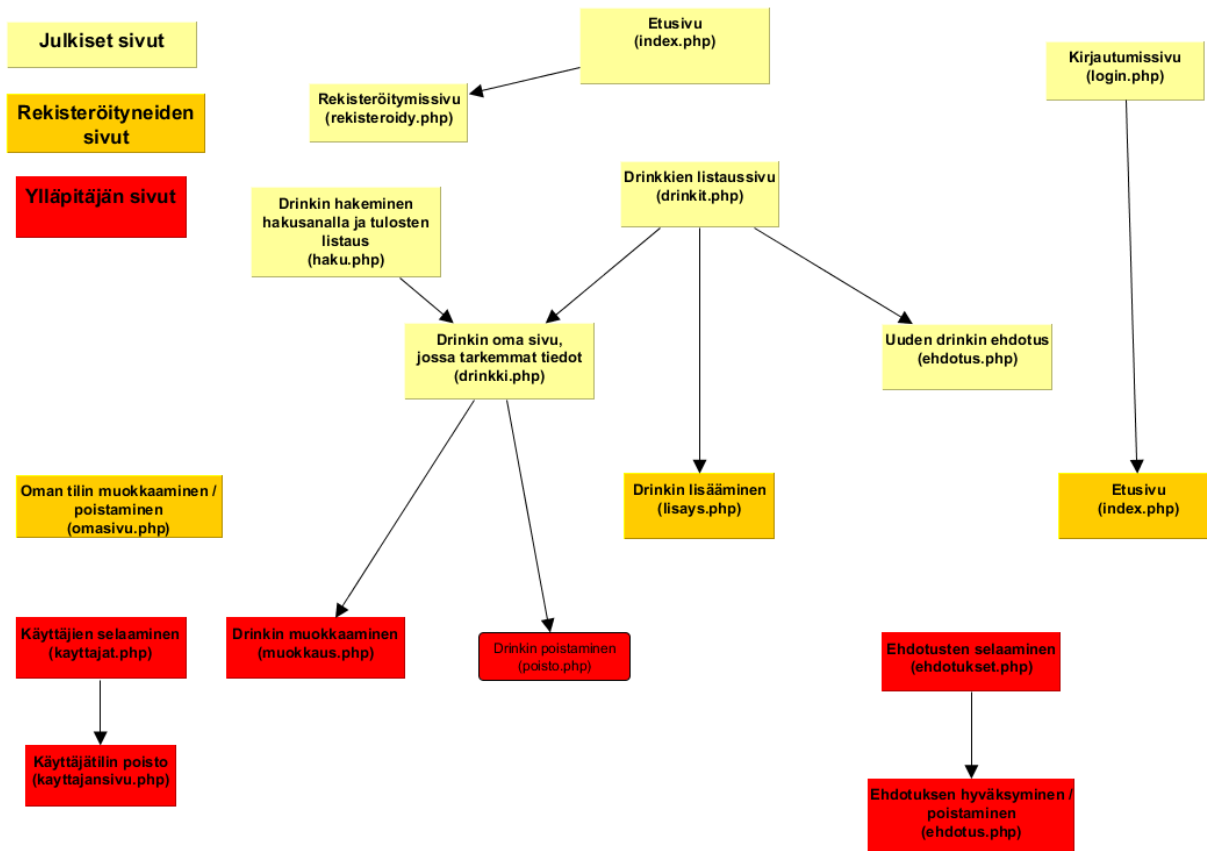 Julkiset sivut
Rekisteröityneiden
sivut
Ylläpitäjän sivut
Etusivu
(index.php)
Kirjautumissivu
(login.php)
Rekisteröitymissivu
(rekisteroidy.php)
Drinkin hakeminen
hakusanalla ja tulosten
listaus
(haku.php)
Drinkkien listaussivu
(drinkit.php)
Drinkin oma sivu,
jossa tarkemmat tiedot
(drinkki.php)
Uuden drinkin ehdotus
(ehdotus.php)
Oman tilin muokkaaminen /
poistaminen
(omasivu.php)
Drinkin lisääminen
(lisays.php)
Etusivu
(index.php)
Käyttäjien selaaminen
(kayttajat.php)
Drinkin muokkaaminen
(muokkaus.php)
Drinkin poistaminen
(poisto.php)
Ehdotusten selaaminen
(ehdotukset.php)
Käyttäjätilin poisto
(kayttajansivu.php)
Ehdotuksen hyväksyminen /
poistaminen
(ehdotus.php)